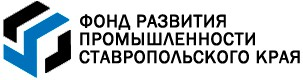 ФОНД РАЗВИТИЯ
ПРОМЫШЛЕННОСТИ
СТАВРОПОЛЬСКОГО КРАЯ